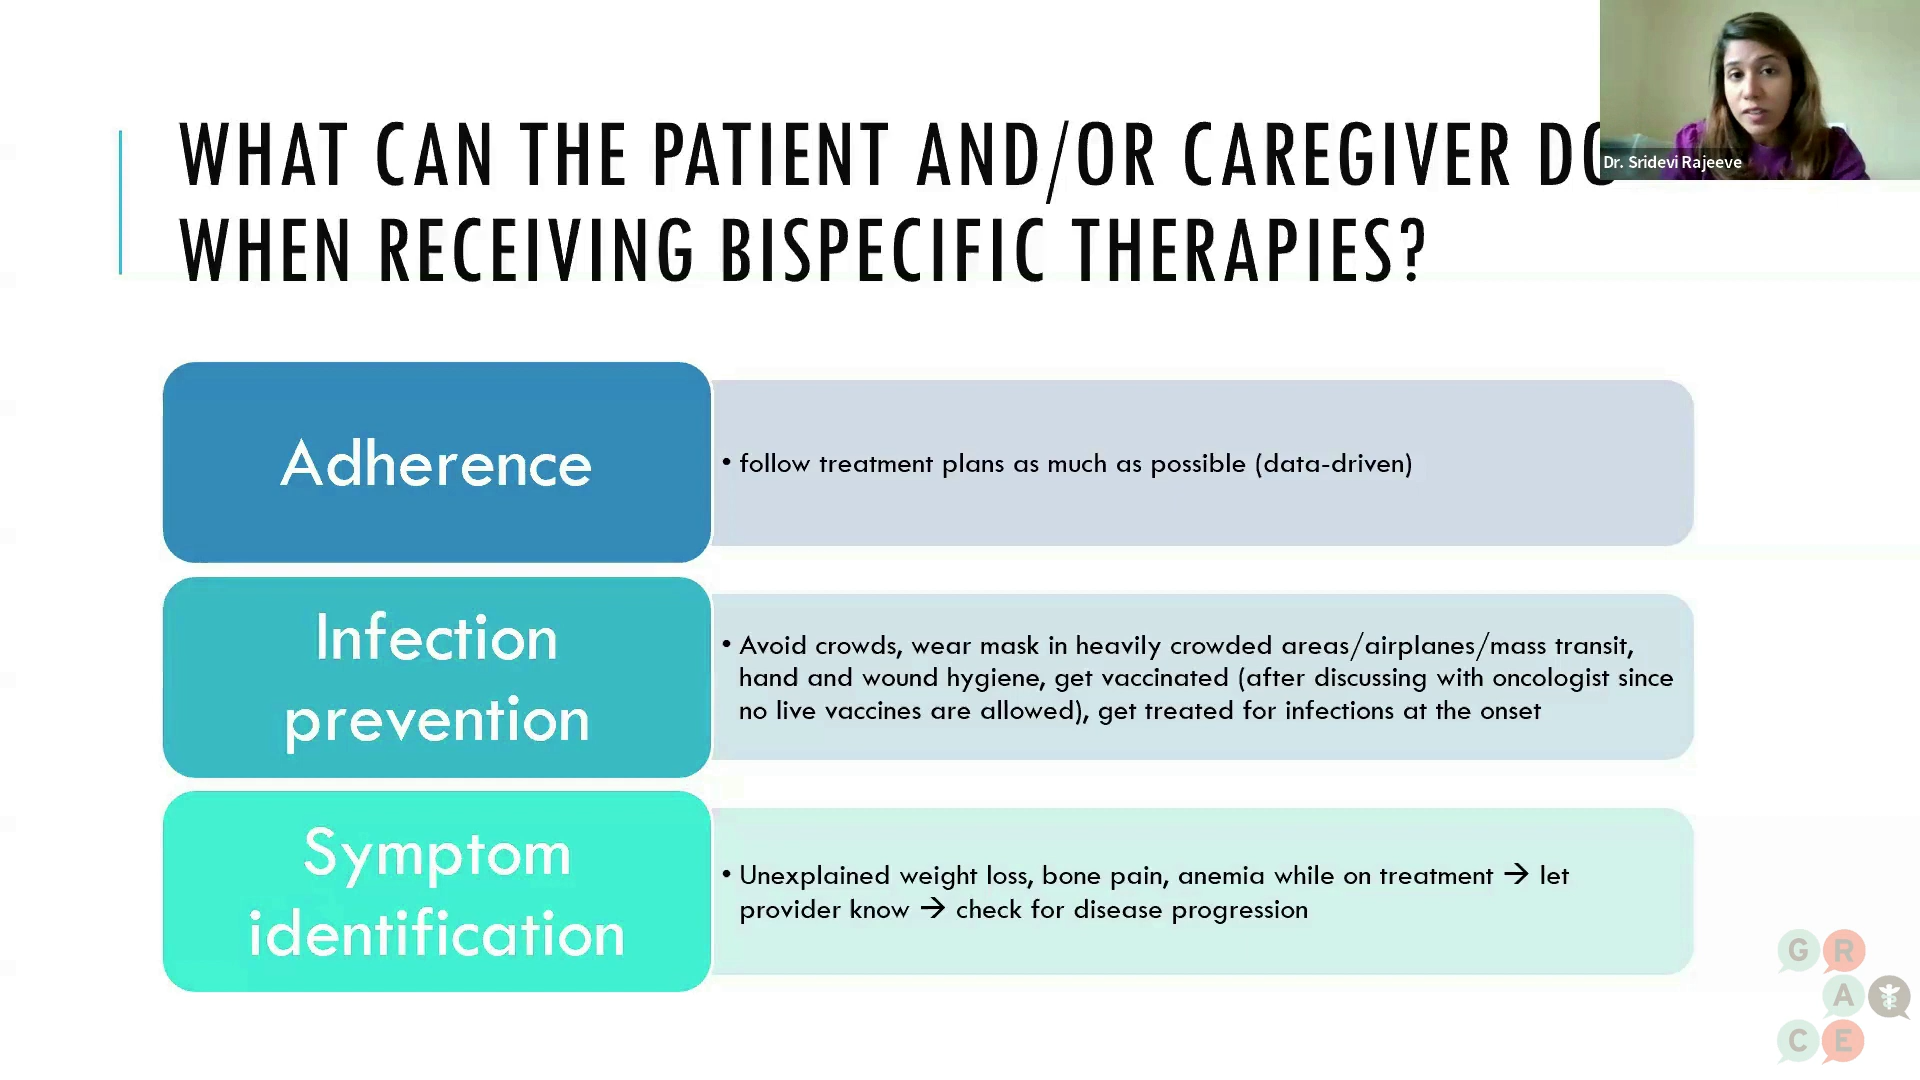 WHAT CAN THE PATIENT AND/OR CAREGIVER DO
WHEN RECEIVING BISPECIFIC THERAPIES?
Dr. Sridevi Rajeeve
Adherence
• follow treatment plans as much as possible (data-driven)
Infection
prevention
• Avoid crowds, wear mask in heavily crowded areas/airplanes/mass transit,
hand and wound hygiene, get vaccinated (after discussing with oncologist since
no live vaccines are allowed), get treated for infections at the onset
Symptom
identification
• Unexplained weight loss, bone pain, anemia while on treatment → let
provider know → check for disease progression
G R
A
C E